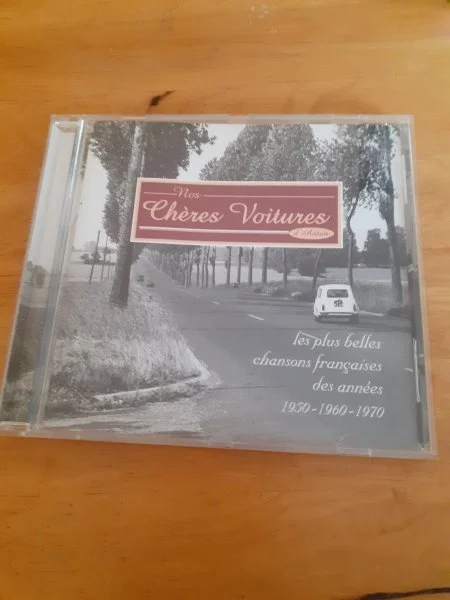 Nos
Chères Voitures
d'Antan
les plus belles
chansons françaises
des années
1950-1960-1970